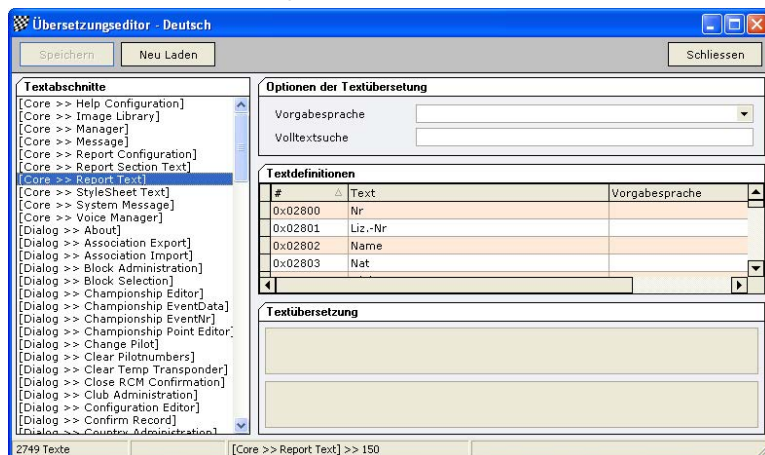 Übersetzungseditor - Deutsch
Speichern
Neu Laden
Schliessen
Textabschnitte
[Core >> Help Configuration]
[Core >> Image Library]
[Core >> Manager]
[Core >> Message]
[Core >> Report Configuration]
[Core >> Report Section Text]
[Core >> Report Text]
[Core >> StyleSheet Text]
[Core >> System Message]
[Core >> Voice Manager]
[Dialog >> About]
[Dialog >> Association Export]
[Dialog >> Association Import]
[Dialog >> Block Administration]
[Dialog >> Block Selection]
[Dialog >> Championship Editor]
[Dialog >> Championship EventData]
[Dialog >> Championship EventNr]
[Dialog >> Championship Point Editor]
[Dialog >> Change Pilot]
[Dialog >> Clear Pilotnumbers]
[Dialog >> Clear Temp Transponder]
[Dialog >> Close RCM Confirmation]
[Dialog >> Club Administration]
[Dialog >> Configuration Editor]
[Dialog >> Confirm Record]
[Dialog >> Country Administration]
Optionen der Textübersetung
Vorgabesprache
Volltextsuche
Textdefinitionen
# Text Vorgabesprache
0x02800 Nr
0x02801 Liz.-Nr
0x02802 Name
0x02803 Nat
Textübersetzung
2749 Texte
[Core >> Report Text] >> 150